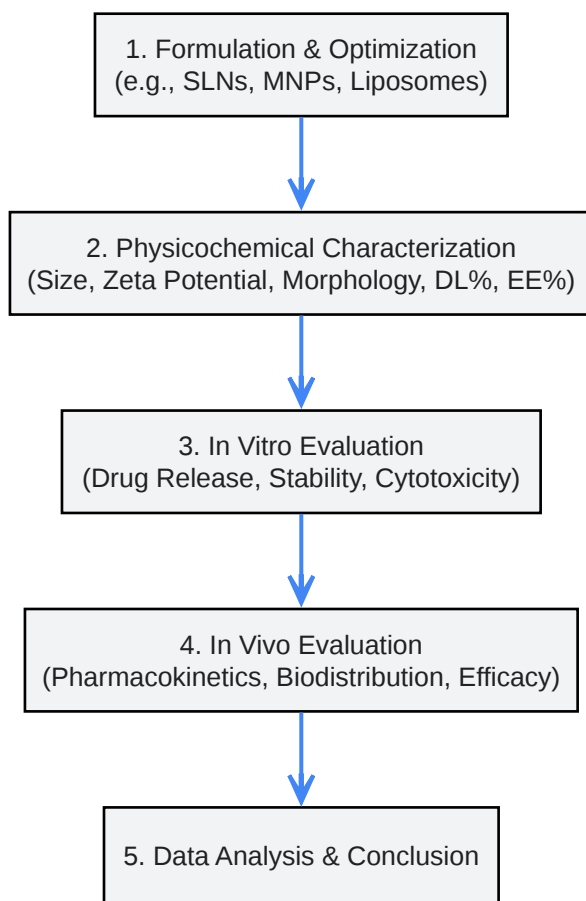 1. Formulation & Optimization
(e.g., SLNs, MNPs, Liposomes)
2. Physicochemical Characterization
(Size, Zeta Potential, Morphology, DL%, EE%)
3. In Vitro Evaluation
(Drug Release, Stability, Cytotoxicity)
4. In Vivo Evaluation
(Pharmacokinetics, Biodistribution, Efficacy)
5. Data Analysis & Conclusion